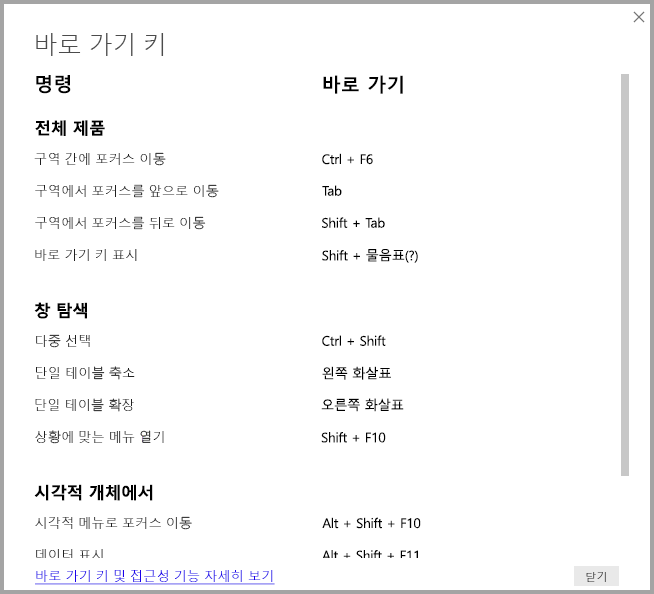 바로 가기 키
명령 바로 가기
전체 제품
구역 간에 포커스 이동 Ctrl + F6
구역에서 포커스를 앞으로 이동 Tab
구역에서 포커스를 뒤로 이동 Shift + Tab
바로 가기 키 표시 Shift + 물음표(?)
창 탐색
다중 선택 Ctrl + Shift
단일 테이블 축소 왼쪽 화살표
단일 테이블 확장 오른쪽 화살표
상황에 맞는 메뉴 열기 Shift + F10
시각적 개체에서
시각적 메뉴로 포커스 이동 Alt + Shift + F10
데이터 표시 Alt + Shift + F11
바로 가기 키 및 접근성 기능 자세히 보기 닫기